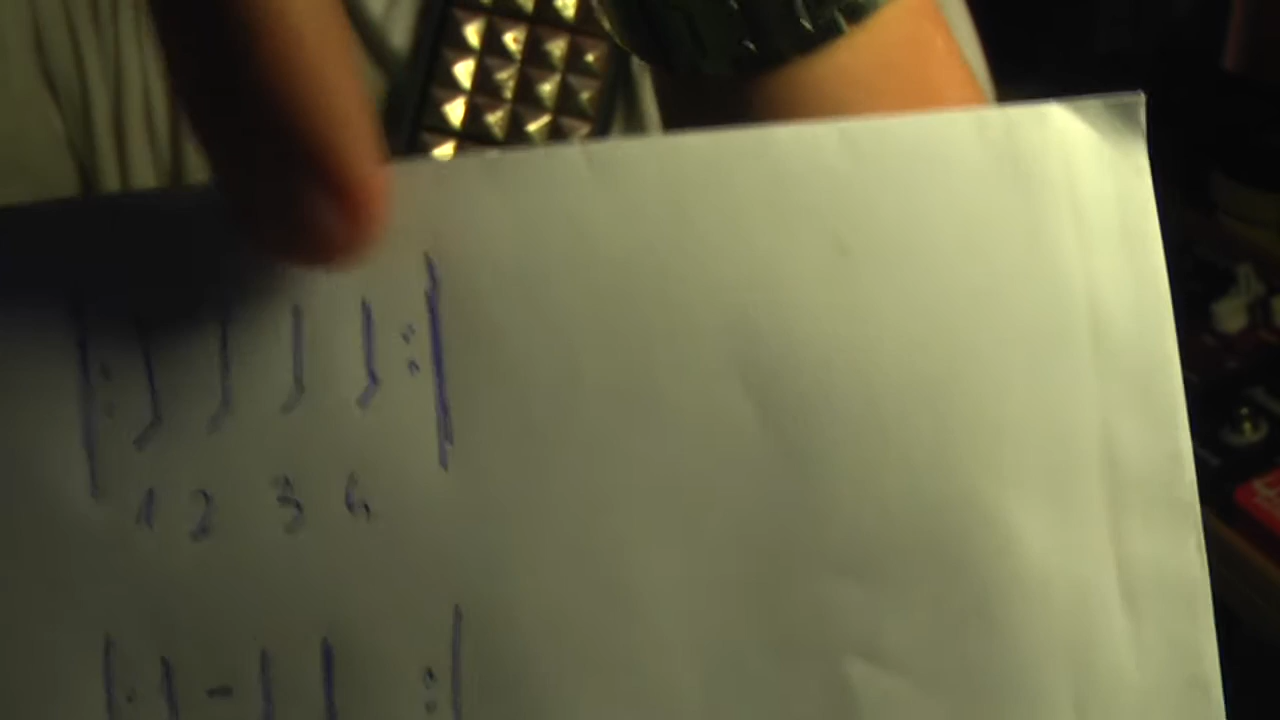 |: ♩ ♩ ♩ ♩ :|
1 2 3 4